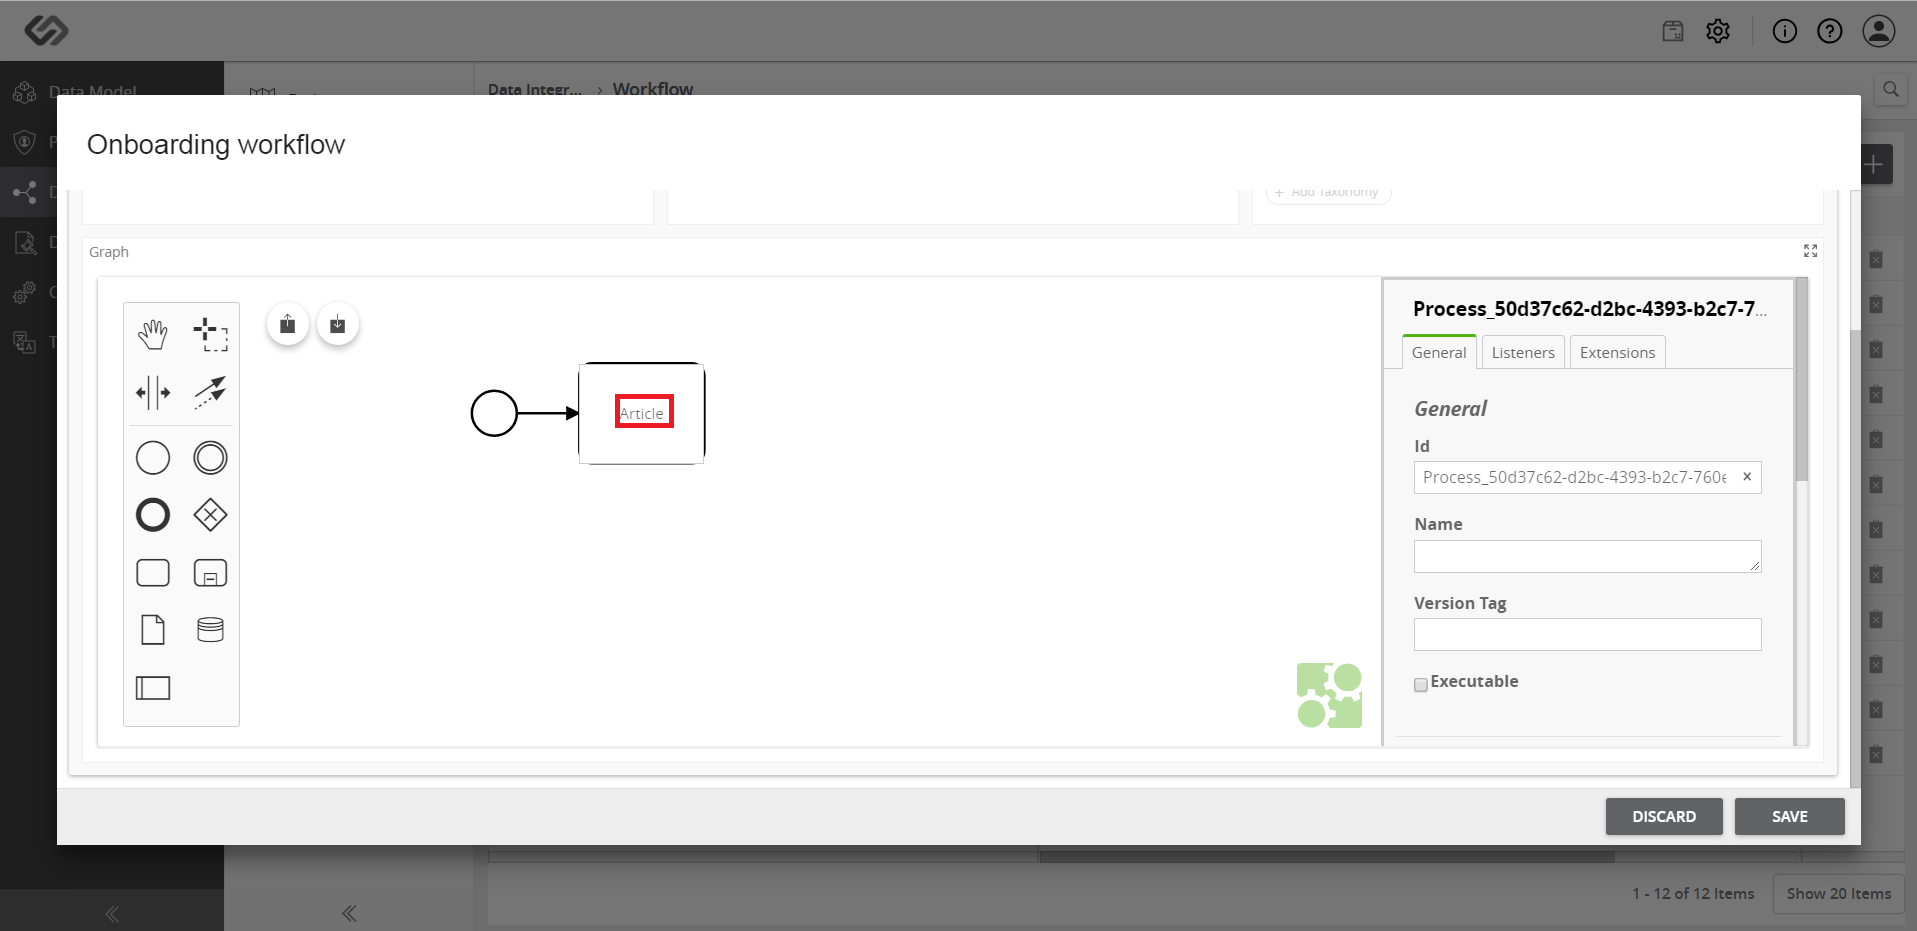 Data Model
Data Integr... › Workflow
Onboarding workflow
+ Add Taxonomy
Graph
Article
Process_50d37c62-d2bc-4393-b2c7-7...
General
Listeners
Extensions
General
Id
Process_50d37c62-d2bc-4393-b2c7-760e
Name
Version Tag
Executable
DISCARD
SAVE
1 - 12 of 12 Items
Show 20 Items